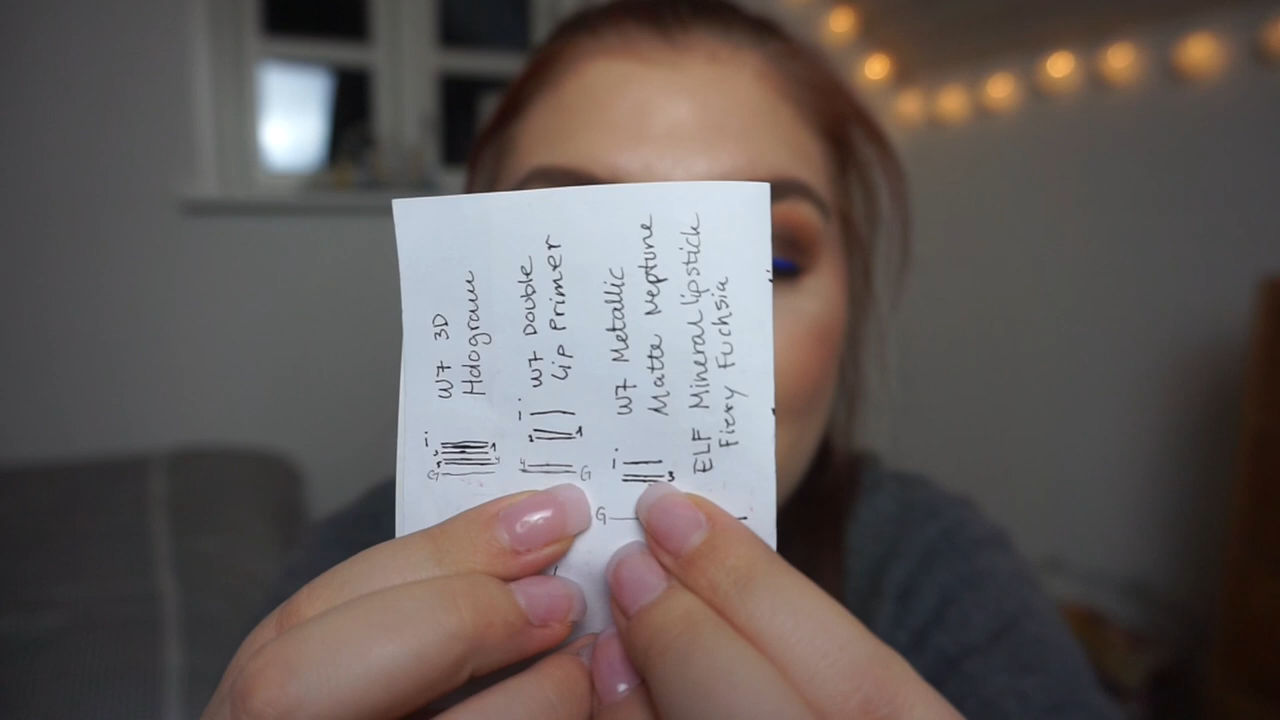 W7 3D
Hologram
W7 Double
Lip Primer
W7 Metallic
Matte Neptune
ELF Mineral lipstick
Fiery Fuchsia
G
G
G